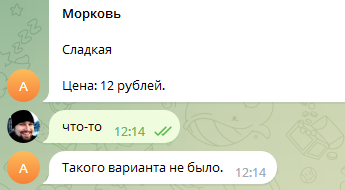 Морковь
Сладкая
Цена: 12 рублей.
А
что-то 12:14
А
Такого варианта не было. 12:14